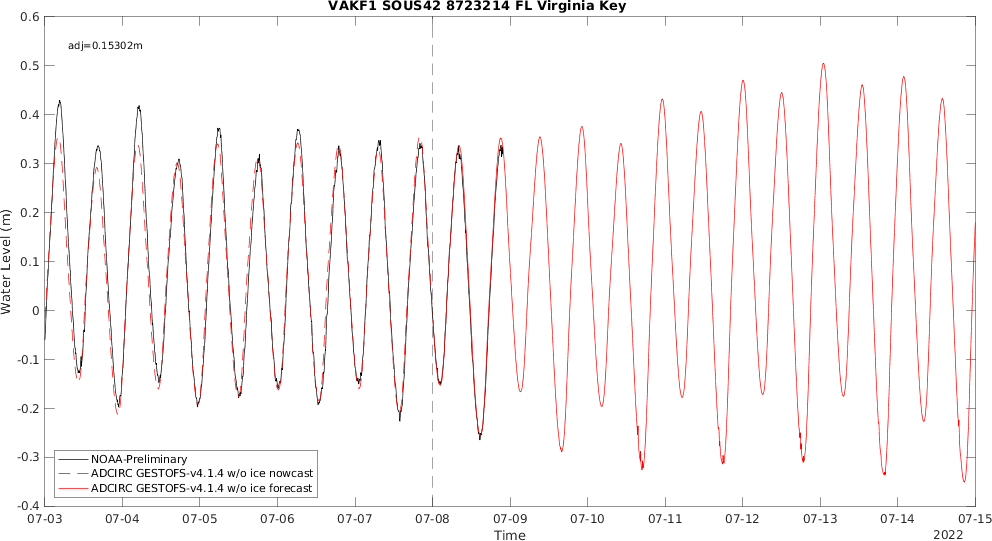 VAKF1 SOUS42 8723214 FL Virginia Key
adj=0.15302m
0.6
0.5
0.4
0.3
0.2
0.1
0
-0.1
-0.2
-0.3
-0.4
Water Level (m)
NOAA-Preliminary
ADCIRC GESTOFS-v4.1.4 w/o ice nowcast
ADCIRC GESTOFS-v4.1.4 w/o ice forecast
07-03 07-04 07-05 07-06 07-07 07-08 07-09 07-10 07-11 07-12 07-13 07-14 07-15
Time
2022